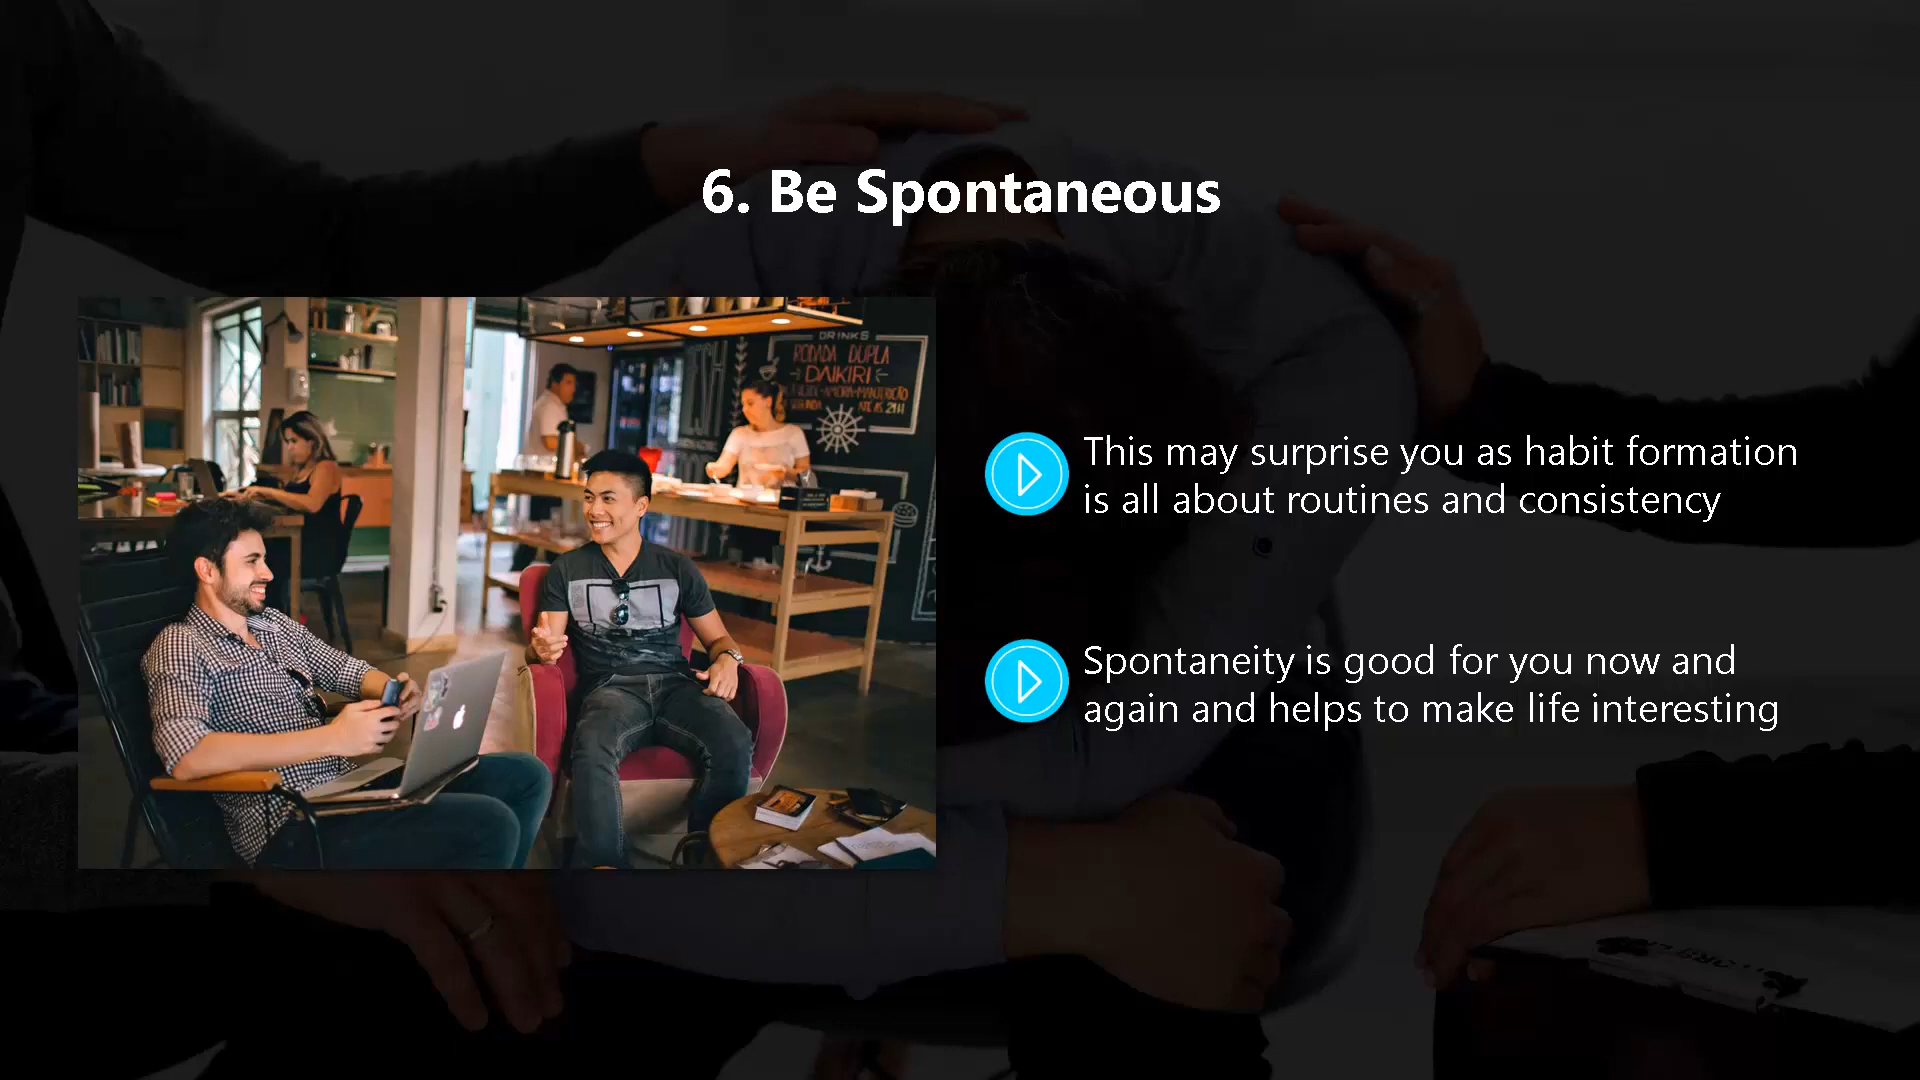 6. Be Spontaneous
DRINKS
RODADA DUPLA
DAIKIRI
This may surprise you as habit formation
is all about routines and consistency
Spontaneity is good for you now and
again and helps to make life interesting